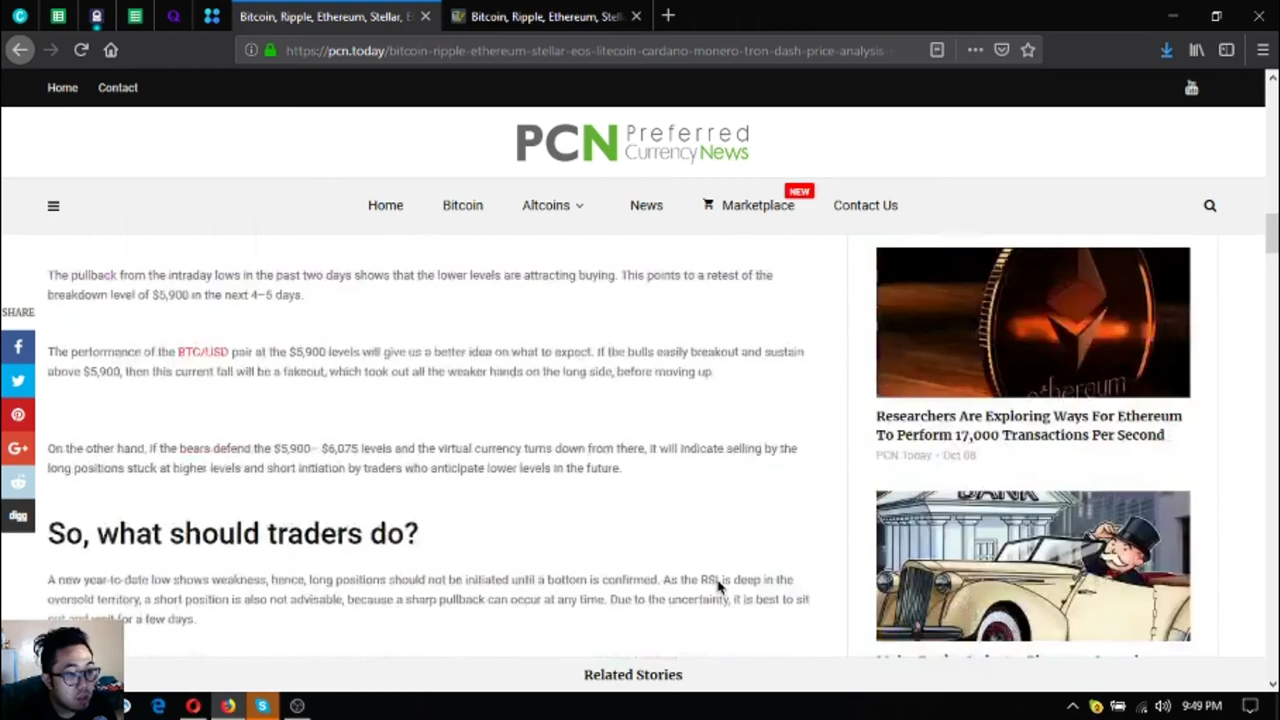 Bitcoin, Ripple, Ethereum, Stellar, E
Bitcoin, Ripple, Ethereum, Stell
https://pcn.today/bitcoin-ripple-ethereum-stellar-eos-litecoin-cardano-monero-tron-dash-price-analysis-
Home Contact
PCN Preferred
Currency News
Home Bitcoin Altcoins News Marketplace NEW Contact Us
The pullback from the intraday lows in the past two days shows that the lower levels are attracting buying. This points to a retest of the
breakdown level of $5,900 in the next 4–5 days.
SHARE
The performance of the BTC/USD pair at the $5,900 levels will give us a better idea on what to expect. If the bulls easily breakout and sustain
above $5,900, then this current fall will be a fakeout, which took out all the weaker hands on the long side, before moving up.
On the other hand, if the bears defend the $5,900– $6,075 levels and the virtual currency turns down from there, it will indicate selling by the
long positions stuck at higher levels and short initiation by traders who anticipate lower levels in the future.
digg
So, what should traders do?
A new year-to-date low shows weakness, hence, long positions should not be initiated until a bottom is confirmed. As the RSI is deep in the
oversold territory, a short position is also not advisable, because a sharp pullback can occur at any time. Due to the uncertainty, it is best to sit
out and wait for a few days.
ethereum
Researchers Are Exploring Ways For Ethereum
To Perform 17,000 Transactions Per Second
PCN.Today - Oct 08
BANK
Related Stories
9:49 PM